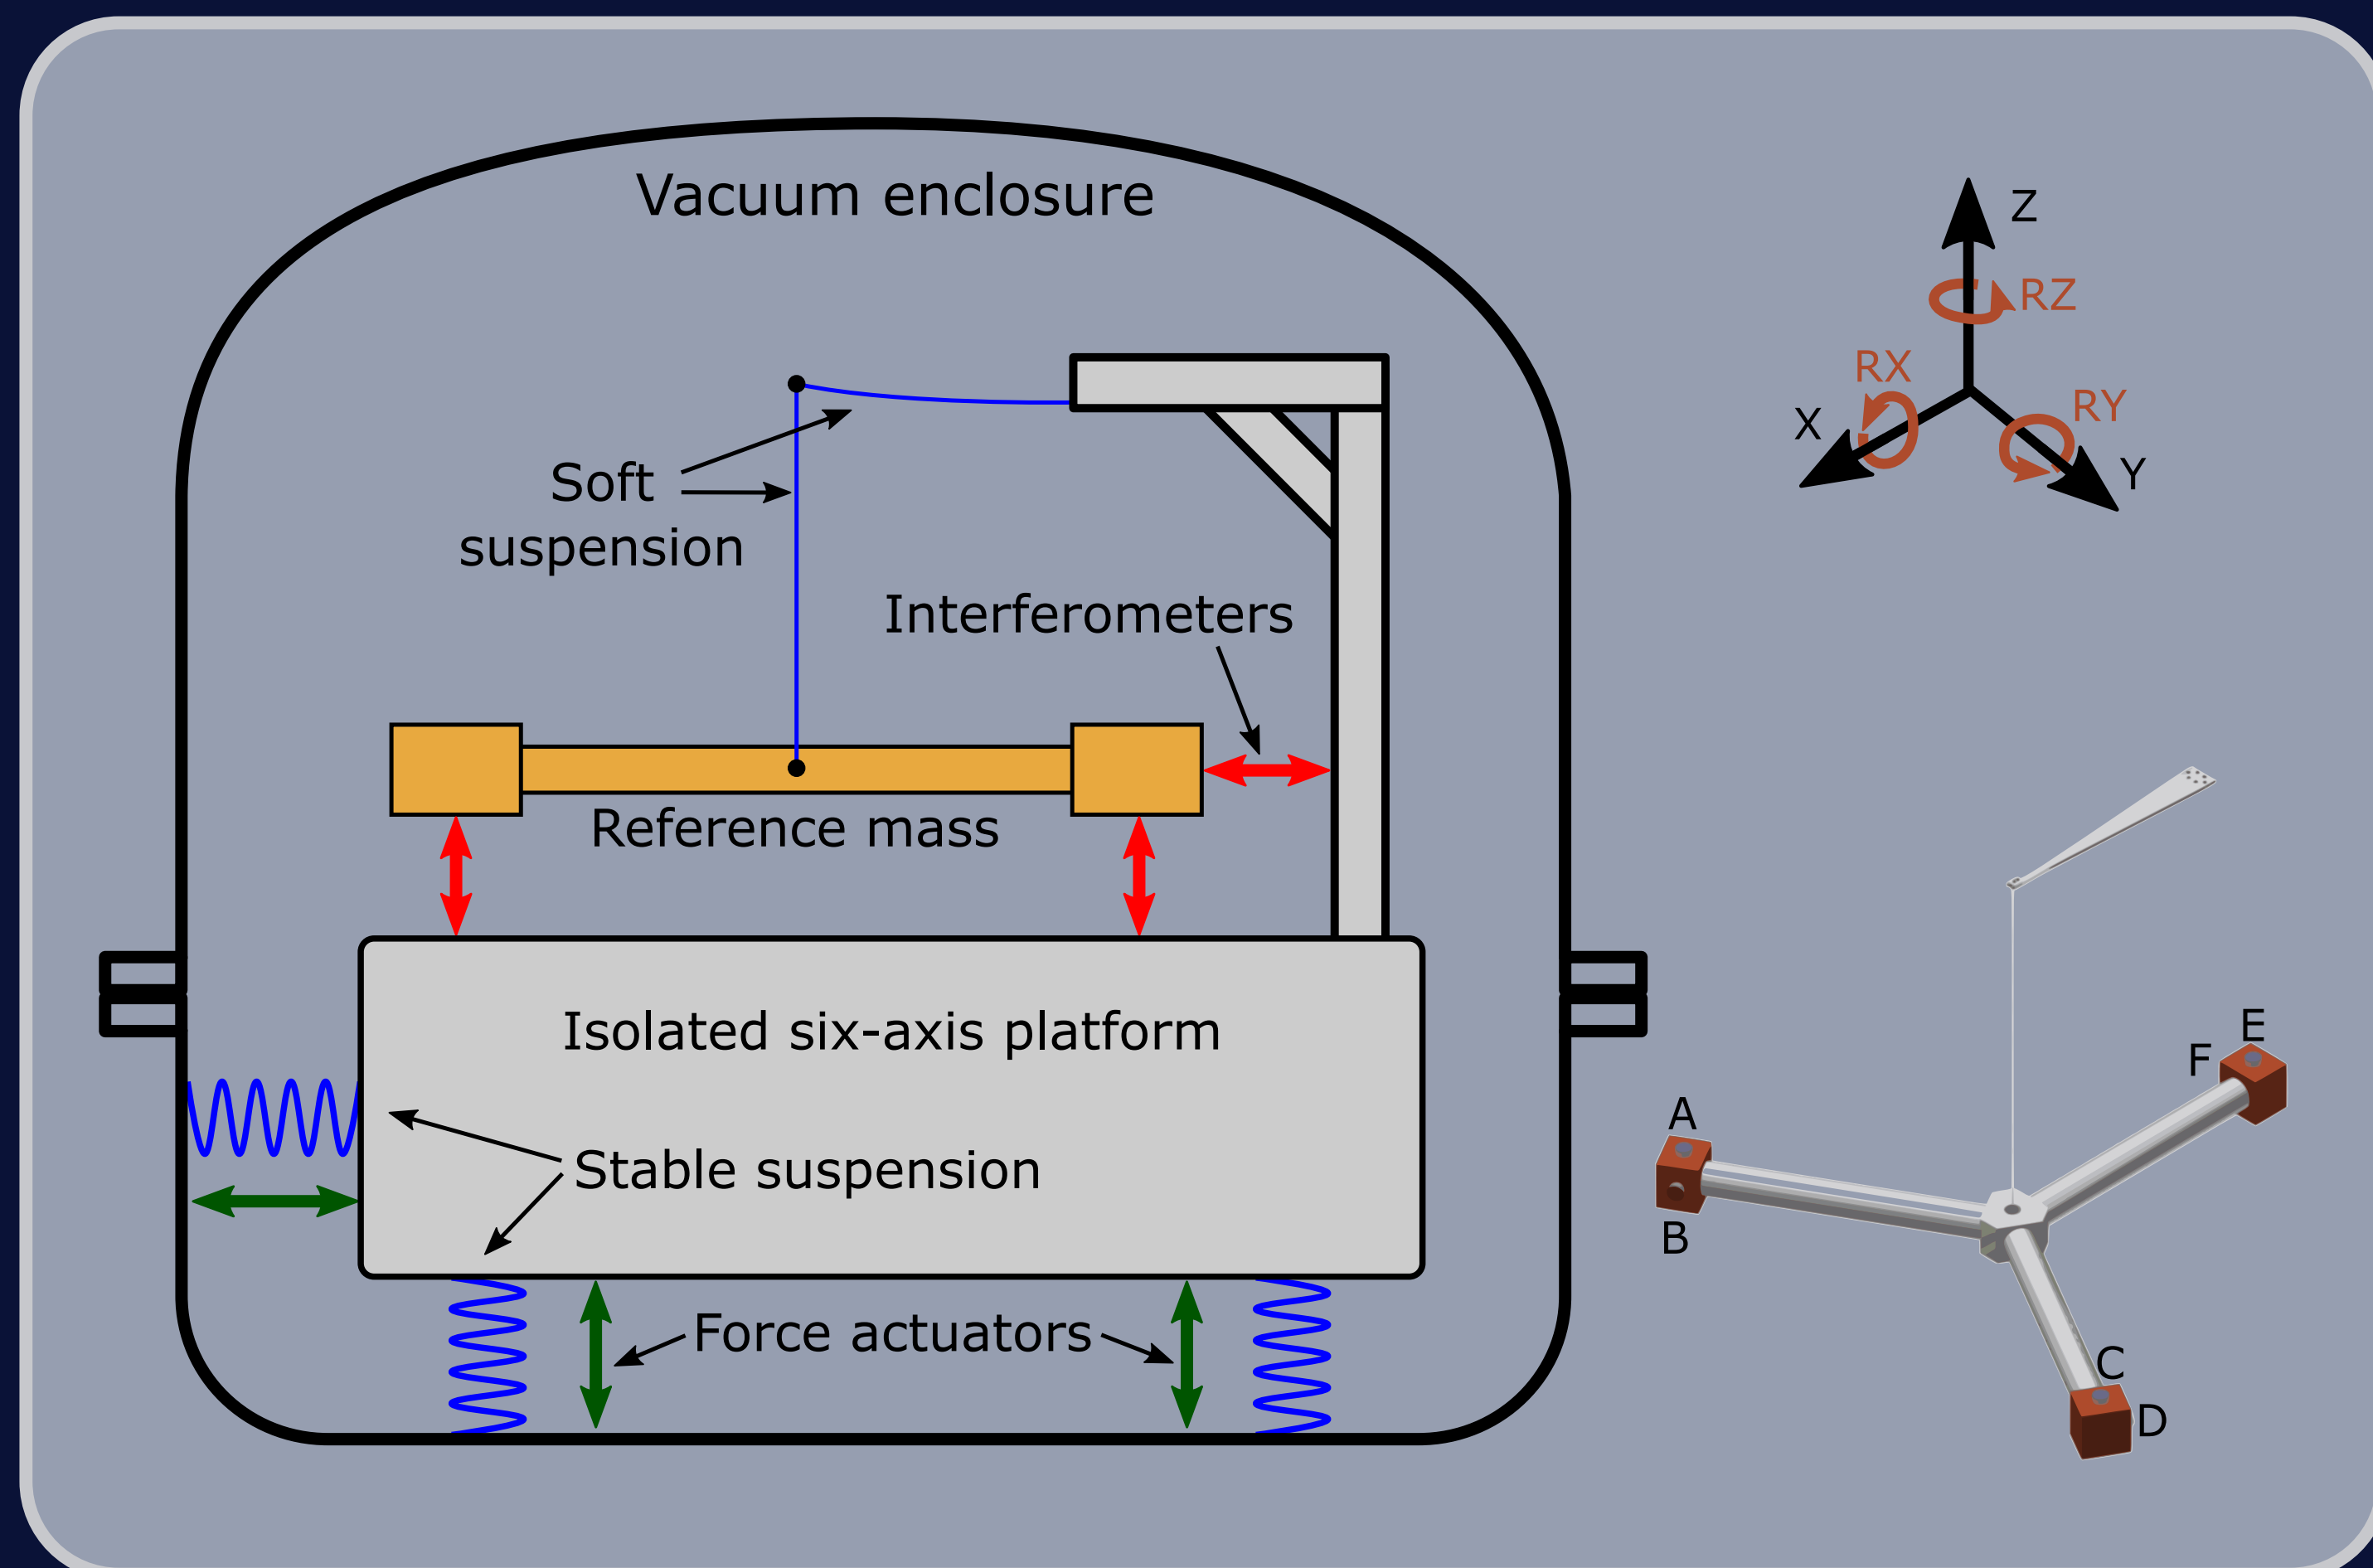 Vacuum enclosure
Z
RZ
RX
RY
X
Y
Soft
suspension
Interferometers
Reference mass
Isolated six-axis platform
E
F
A
B
Stable suspension
Force actuators
C
D